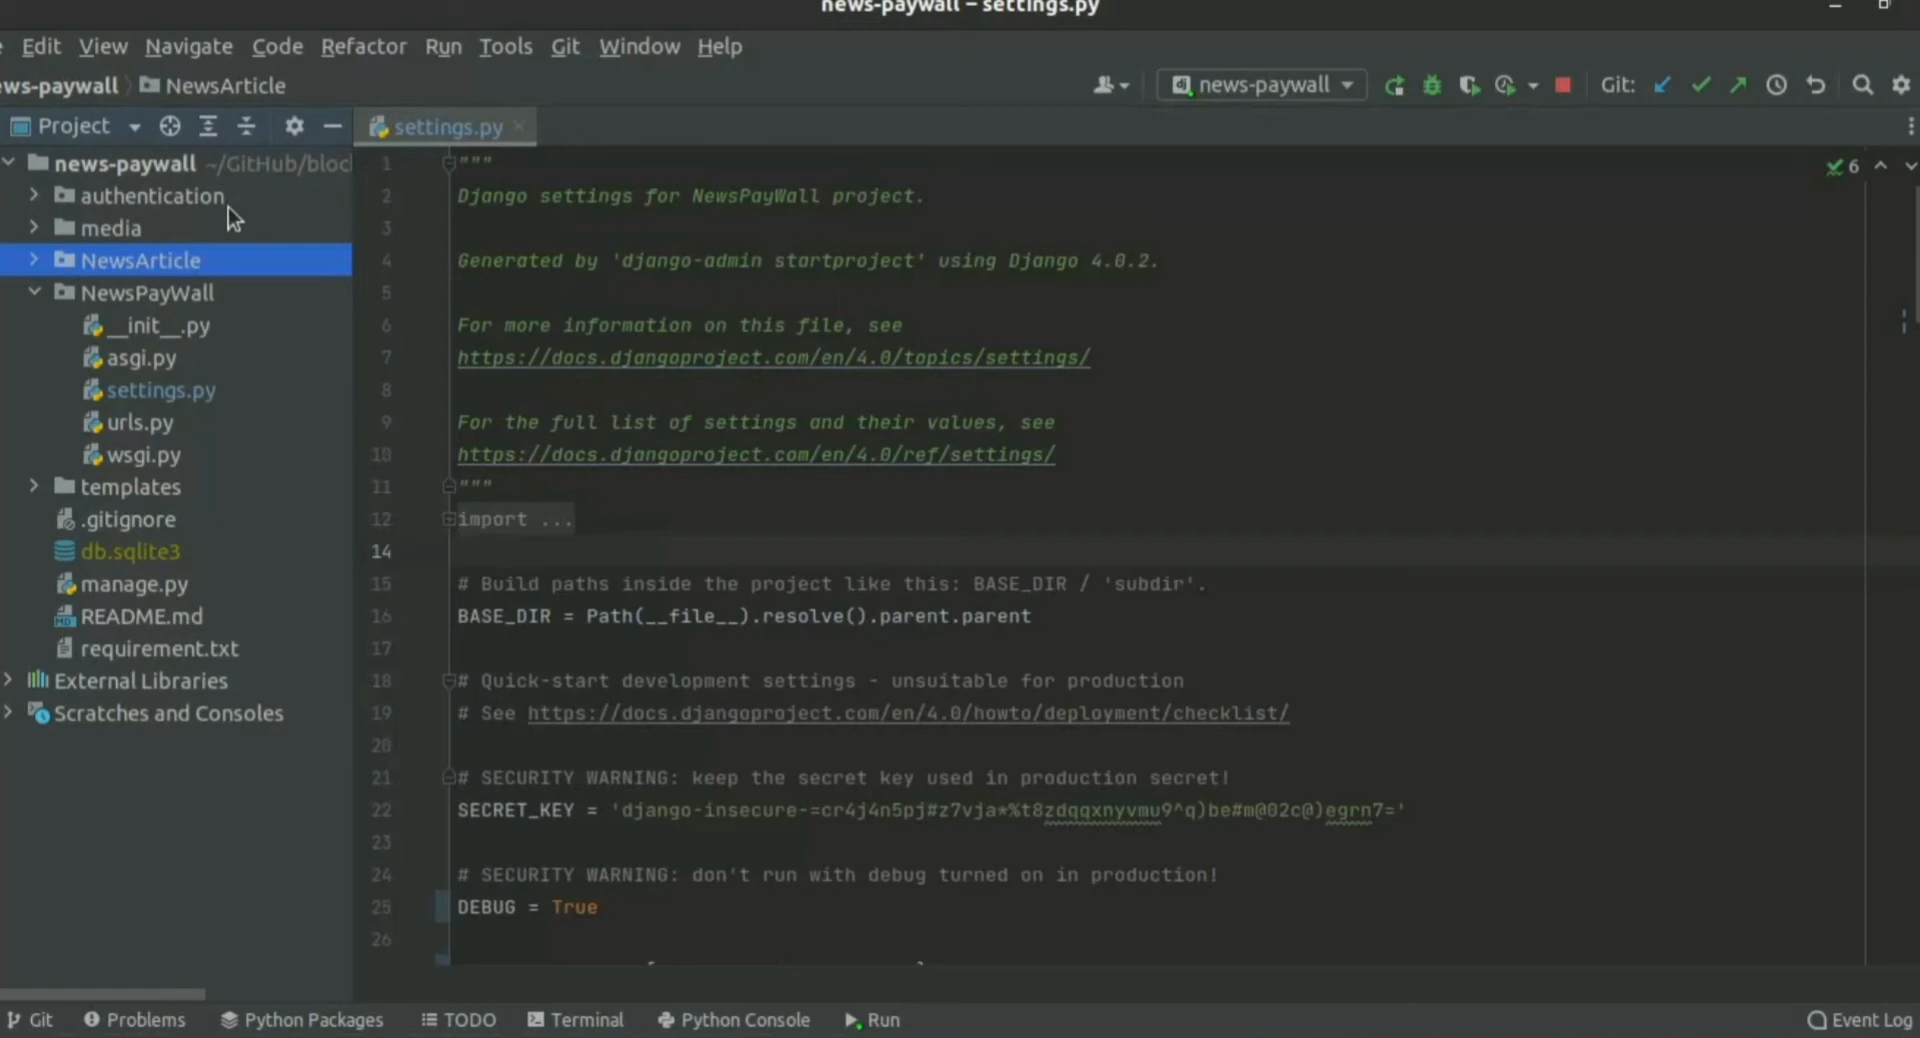 news-paywall – settings.py
Edit View Navigate Code Refactor Run Tools Git Window Help
ews-paywall NewsArticle news-paywall Git:
Project settings.py
news-paywall ~/GitHub/bloc
authentication
media
NewsArticle
NewsPayWall
__init__.py
asgi.py
settings.py
urls.py
wsgi.py
templates
.gitignore
db.sqlite3
manage.py
README.md
requirement.txt
External Libraries
Scratches and Consoles
6
1 """
2 Django settings for NewsPayWall project.
3
4 Generated by 'django-admin startproject' using Django 4.0.2.
5
6 For more information on this file, see
7 https://docs.djangoproject.com/en/4.0/topics/settings/
8
9 For the full list of settings and their values, see
10 https://docs.djangoproject.com/en/4.0/ref/settings/
11 """
12 import ...
14
15 # Build paths inside the project like this: BASE_DIR / 'subdir'.
16 BASE_DIR = Path(__file__).resolve().parent.parent
17
18 # Quick-start development settings - unsuitable for production
19 # See https://docs.djangoproject.com/en/4.0/howto/deployment/checklist/
20
21 # SECURITY WARNING: keep the secret key used in production secret!
22 SECRET_KEY = 'django-insecure-=cr4j4n5pj#z7vja*%t8zdqqxnyvmu9^q)be#m@02c@)egrn7='
23
24 # SECURITY WARNING: don't run with debug turned on in production!
25 DEBUG = True
26
Git Problems Python Packages TODO Terminal Python Console Run Event Log